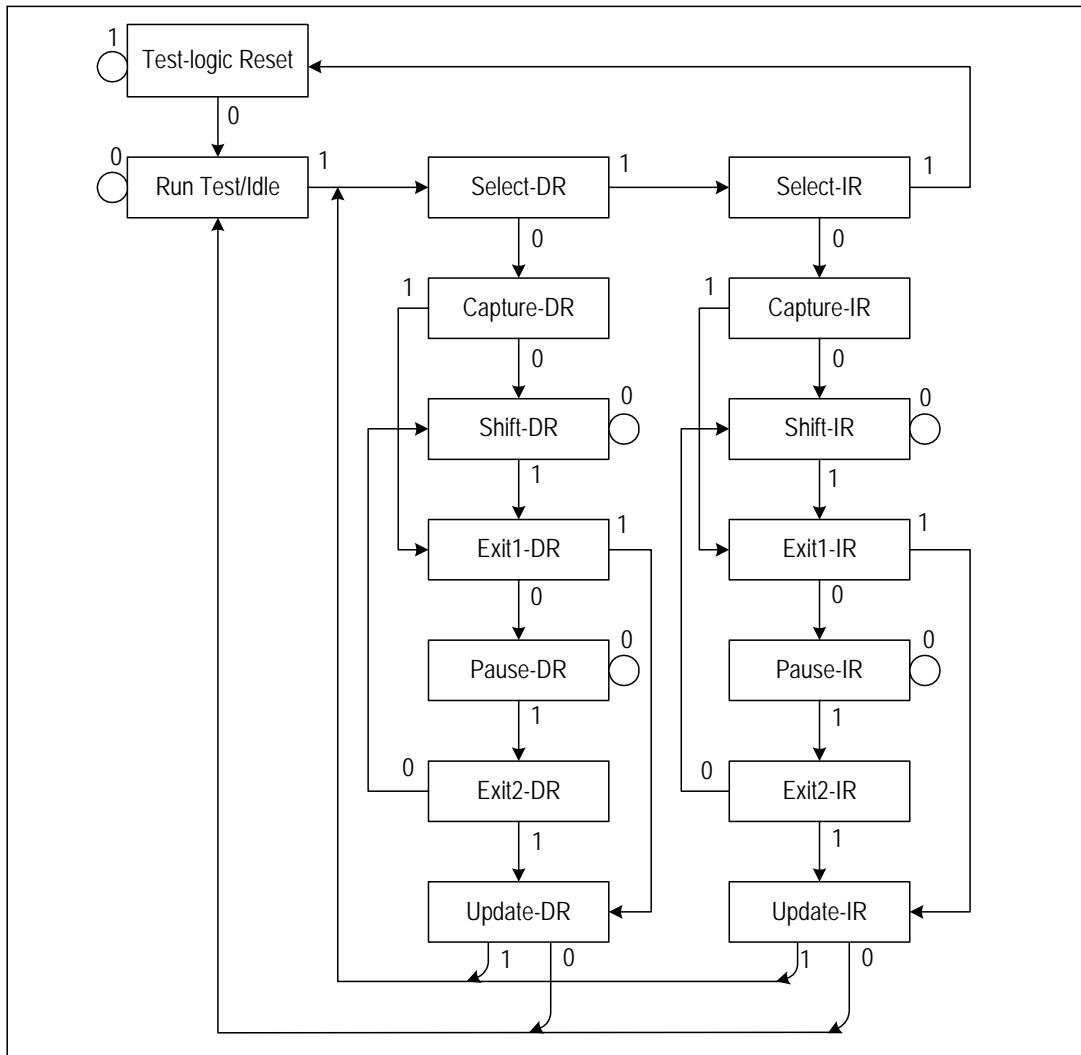 1
Test-logic Reset
0
0
Run Test/Idle
1
Select-DR
1
Select-IR
1
0
0
1
Capture-DR
1
Capture-IR
0
0
Shift-DR
0
Shift-IR
0
1
1
Exit1-DR
1
Exit1-IR
1
0
0
Pause-DR
0
Pause-IR
0
1
1
0
Exit2-DR
0
Exit2-IR
1
1
Update-DR
Update-IR
1
0
1
0